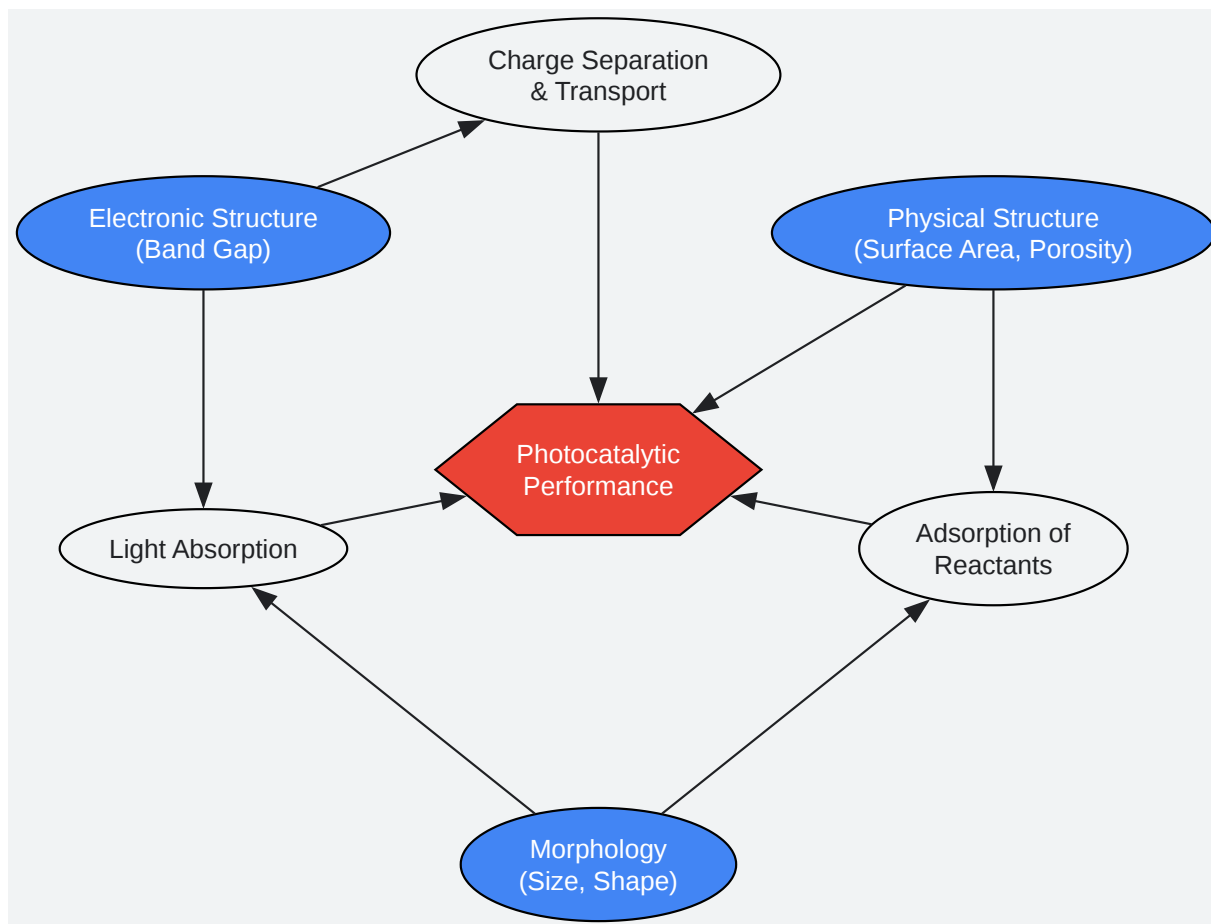 Charge Separation
& Transport
Electronic Structure
(Band Gap)
Physical Structure
(Surface Area, Porosity)
Photocatalytic
Performance
Light Absorption
Adsorption of
Reactants
Morphology
(Size, Shape)